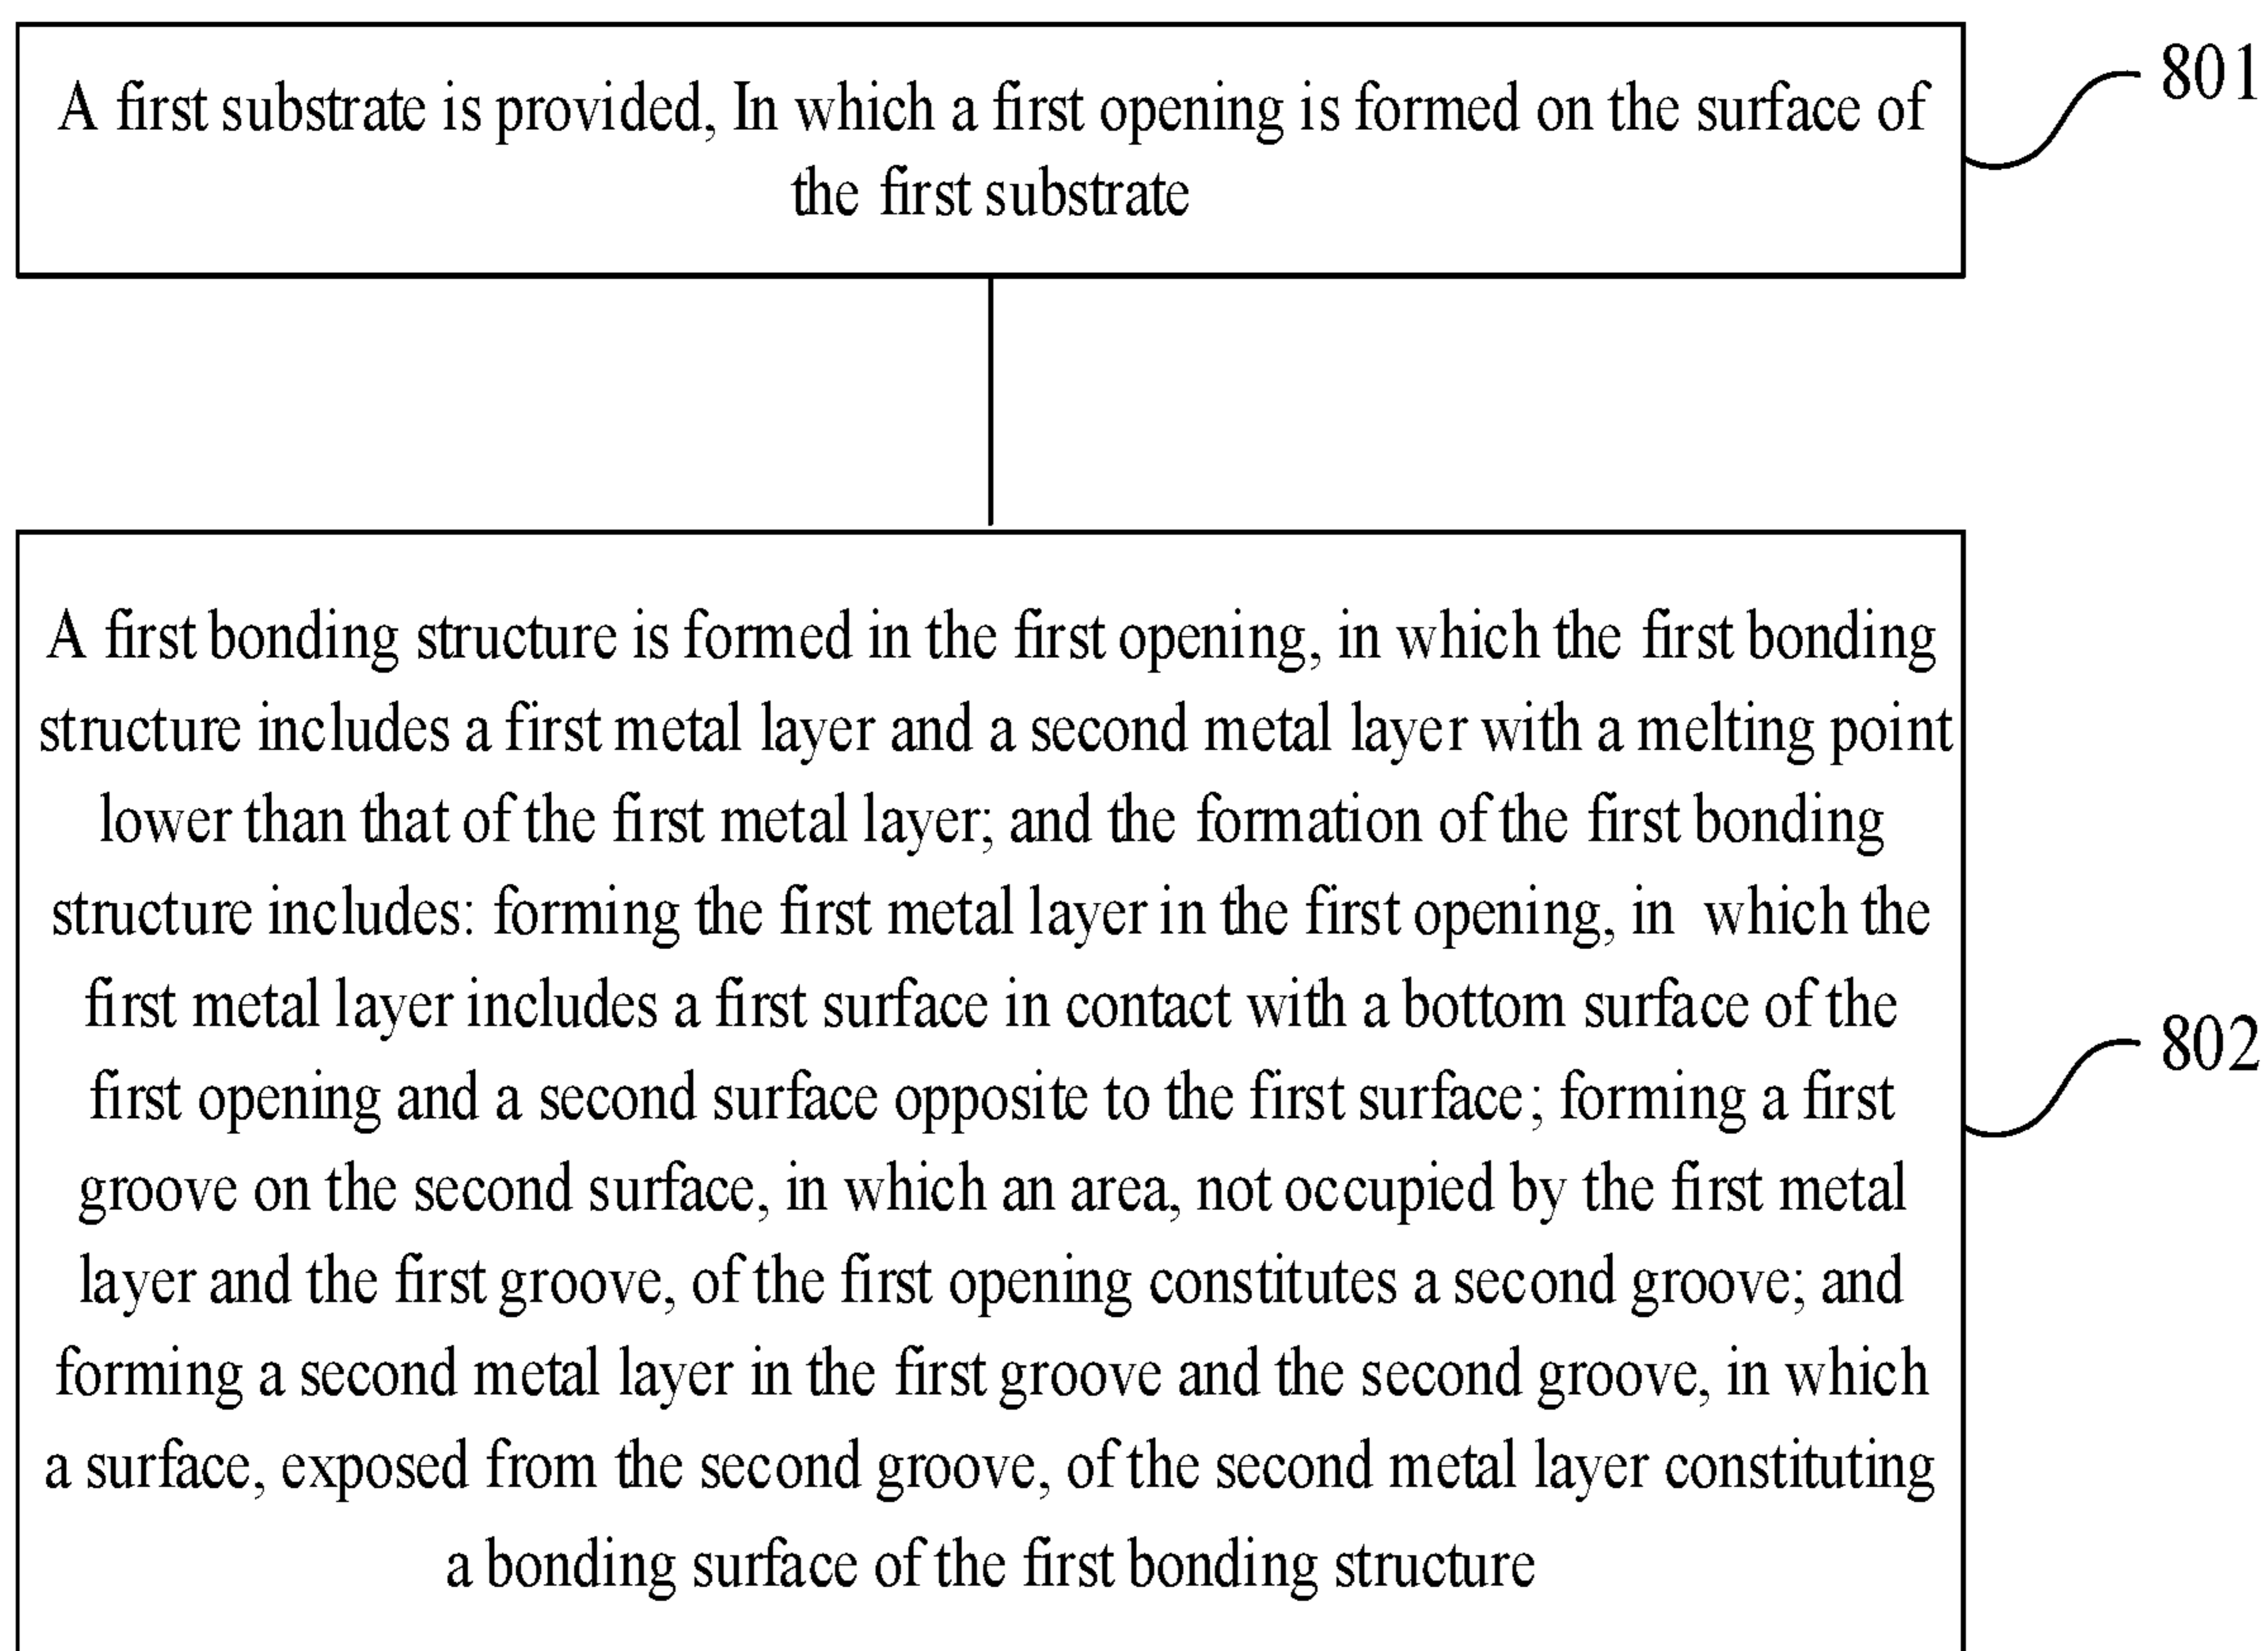 A first substrate is provided, In which a first opening is formed on the surface of
the first substrate
801
A first bonding structure is formed in the first opening, in which the first bonding
structure includes a first metal layer and a second metal layer with a melting point
lower than that of the first metal layer; and the formation of the first bonding
structure includes: forming the first metal layer in the first opening, in which the
first metal layer includes a first surface in contact with a bottom surface of the
first opening and a second surface opposite to the first surface; forming a first
groove on the second surface, in which an area, not occupied by the first metal
layer and the first groove, of the first opening constitutes a second groove; and
forming a second metal layer in the first groove and the second groove, in which
a surface, exposed from the second groove, of the second metal layer constituting
a bonding surface of the first bonding structure
802